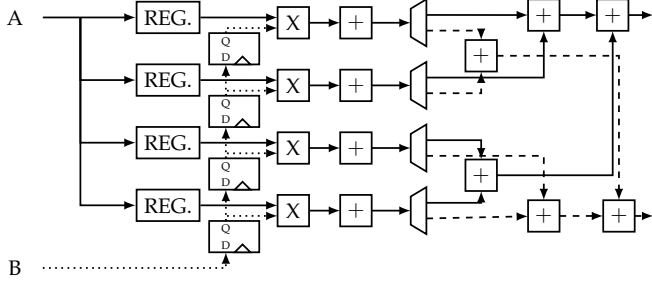 A REG. X + + +
Q
D
+
REG. X +
Q
D
REG. X +
Q
D
+
REG. X + + +
Q
D
B